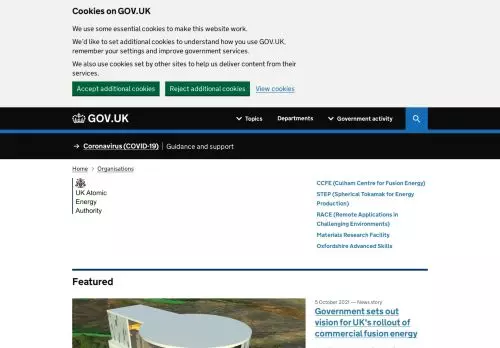 Cookies on GOV.UK
We use some essential cookies to make this website work.
We'd like to set additional cookies to understand how you use GOV.UK,
remember your settings and improve government services.
We also use cookies set by other sites to help us deliver content from their
services.
Accept additional cookies
Reject additional cookies
View cookies
GOV.UK
Topics
Departments
Government activity
→ Coronavirus (COVID-19)
Guidance and support
Home > Organisations
UK Atomic
Energy
Authority
CCFE (Culham Centre for Fusion Energy)
STEP (Spherical Tokamak for Energy
Production)
RACE (Remote Applications in
Challenging Environments)
Materials Research Facility
Oxfordshire Advanced Skills
Featured
5 October 2021 — News story
Government sets out
vision for UK's rollout of
commercial fusion energy